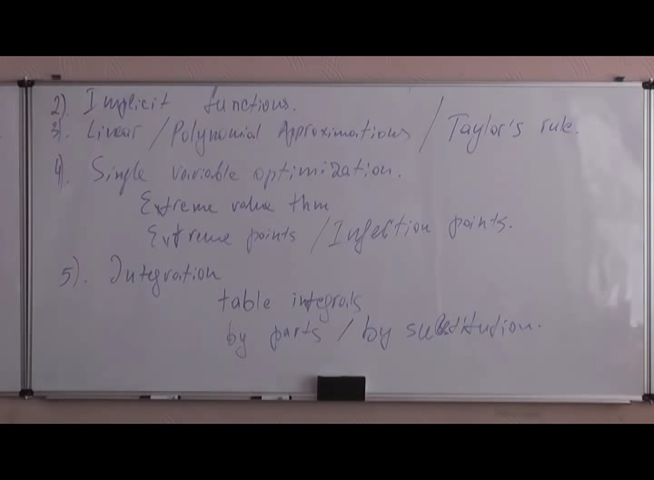 2). Implicit functions.
3). Linear / Polynomial Approximations / Taylor's rule.
4). Single variable optimization.
Extreme value thm
Extreme points / Inflection points.
5). Integration
table integrals
by parts / by substitution.